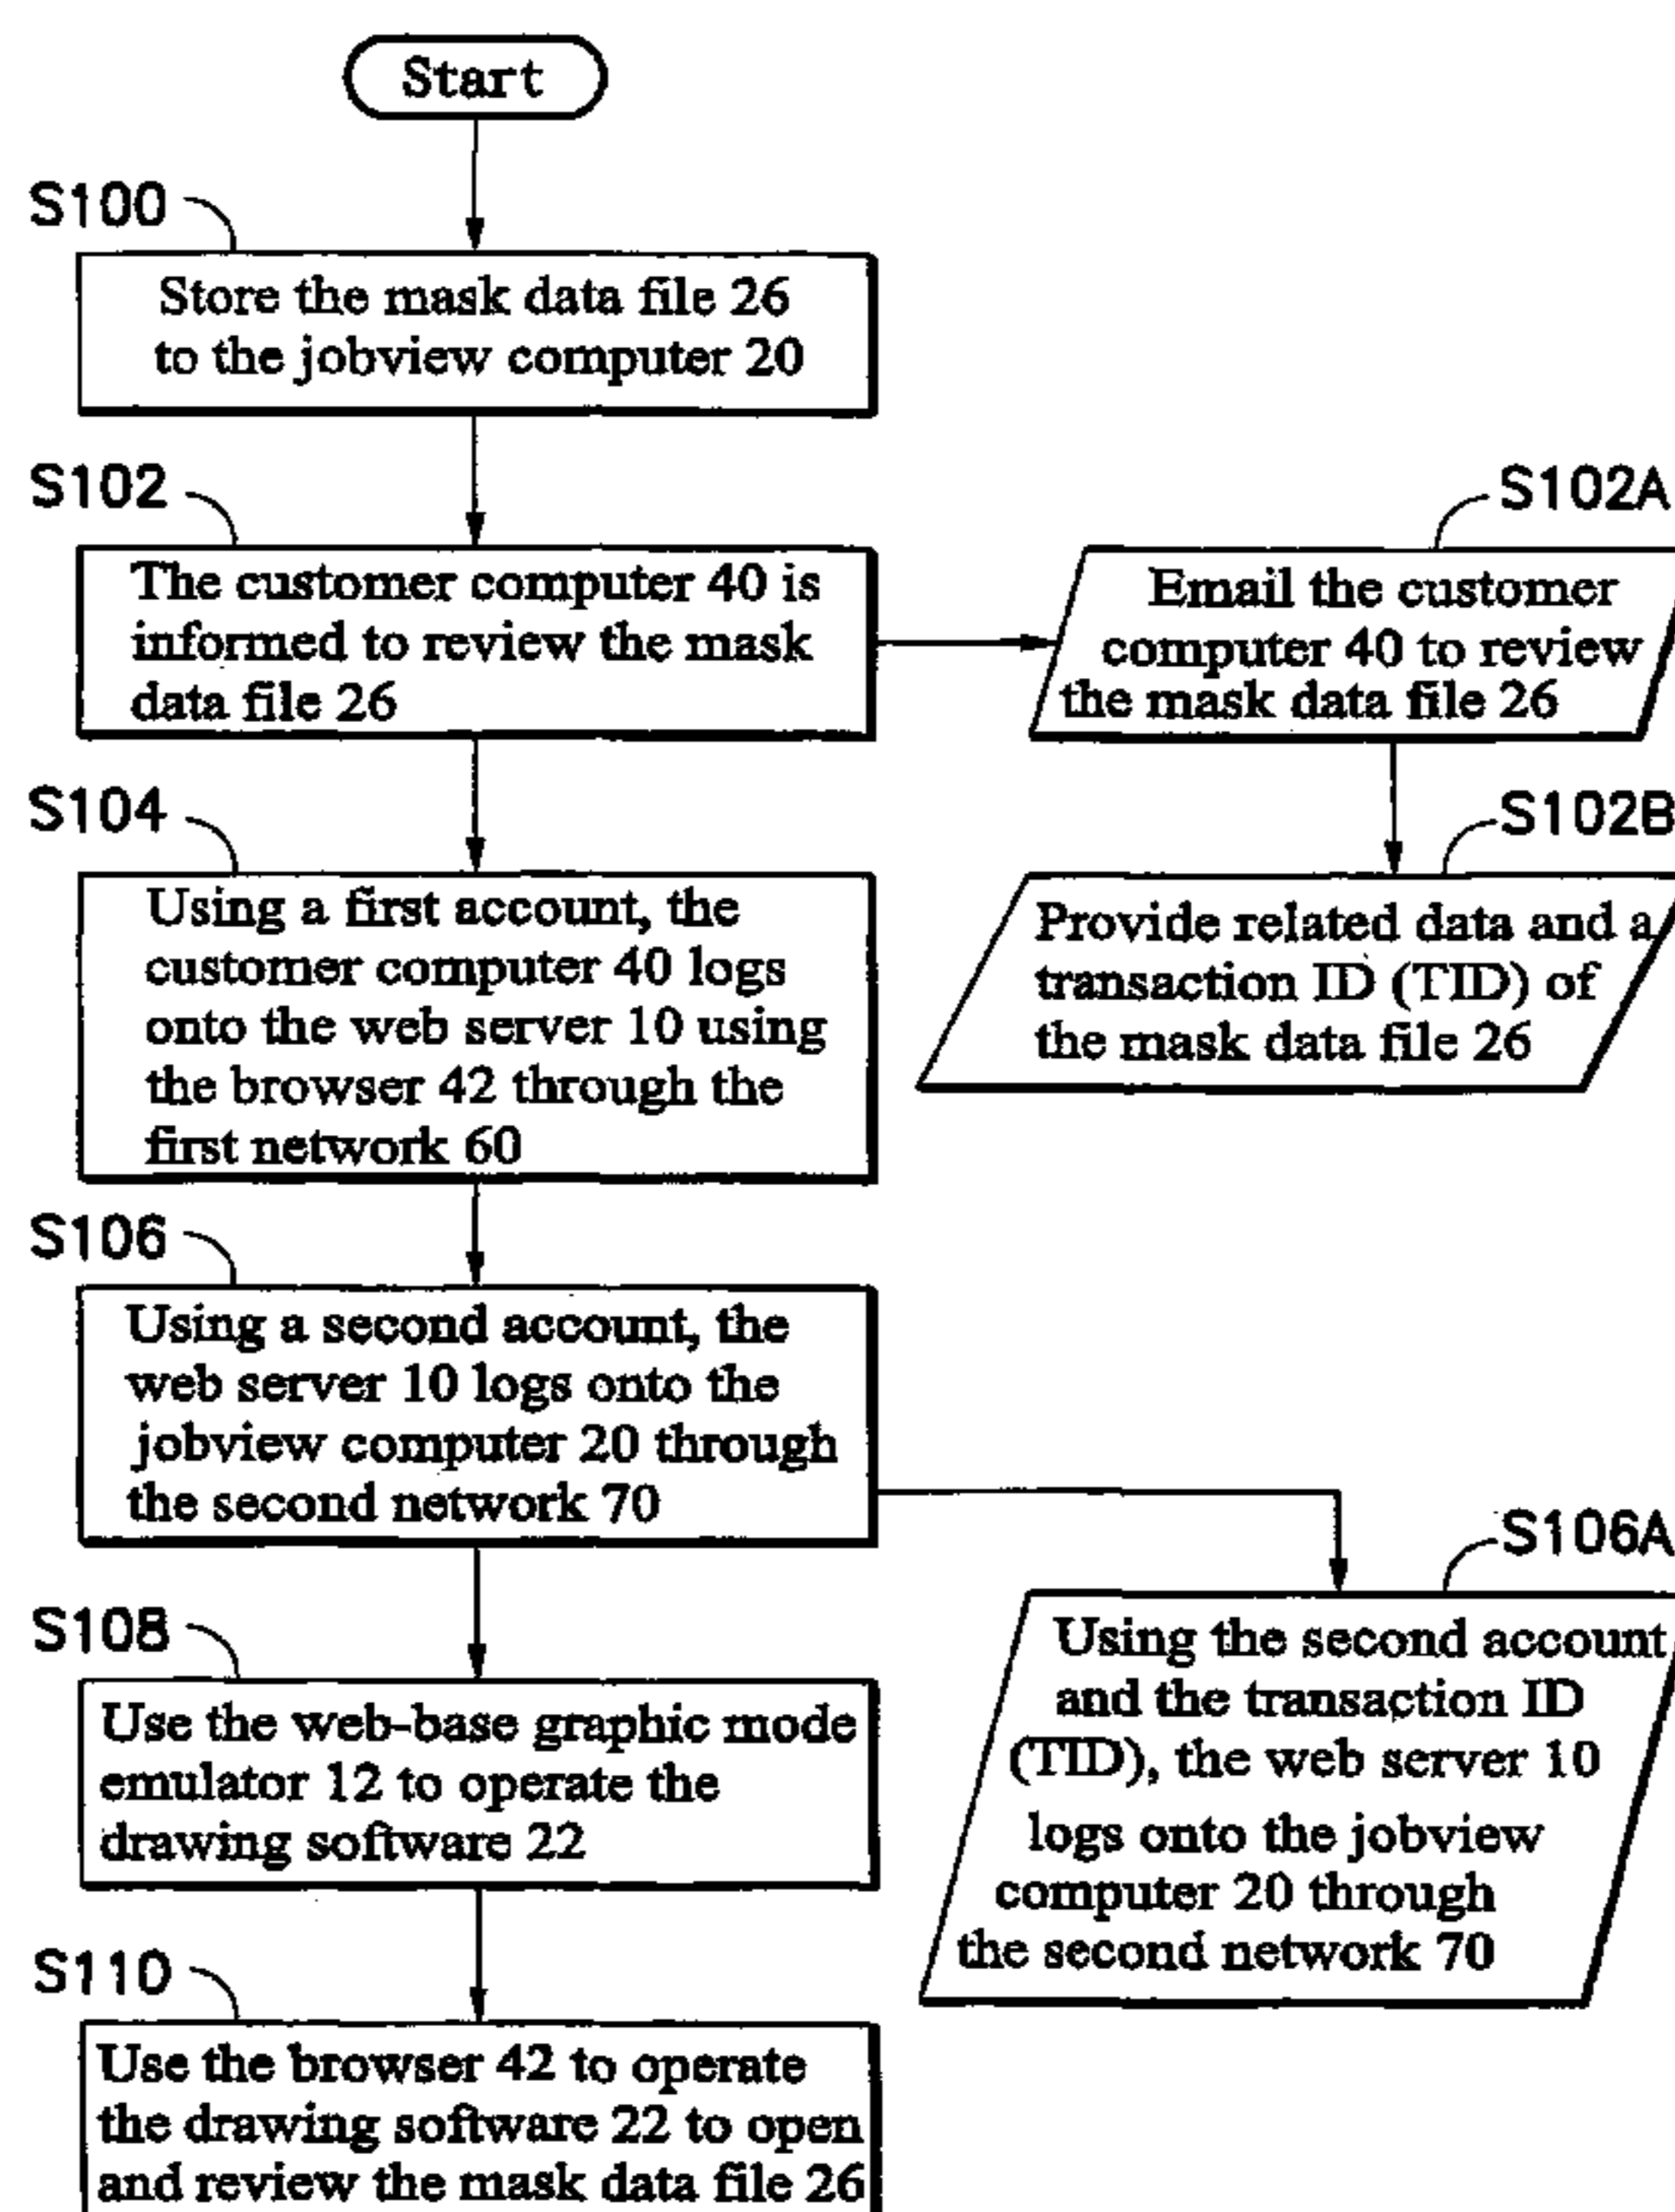 Start
S100
Store the mask data file 26
to the jobview computer 20
S102
The customer computer 40 is
informed to review the mask
data file 26
S102A
Email the customer
computer 40 to review
the mask data file 26
S104
Using a first account, the
customer computer 40 logs
onto the web server 10 using
the browser 42 through the
first network 60
S102B
Provide related data and a
transaction ID (TID) of
the mask data file 26
S106
Using a second account, the
web server 10 logs onto the
jobview computer 20 through
the second network 70
S106A
Using the second account
and the transaction ID
(TID), the web server 10
logs onto the jobview
computer 20 through
the second network 70
S108
Use the web-base graphic mode
emulator 12 to operate the
drawing software 22
S110
Use the browser 42 to operate
the drawing software 22 to open
and review the mask data file 26